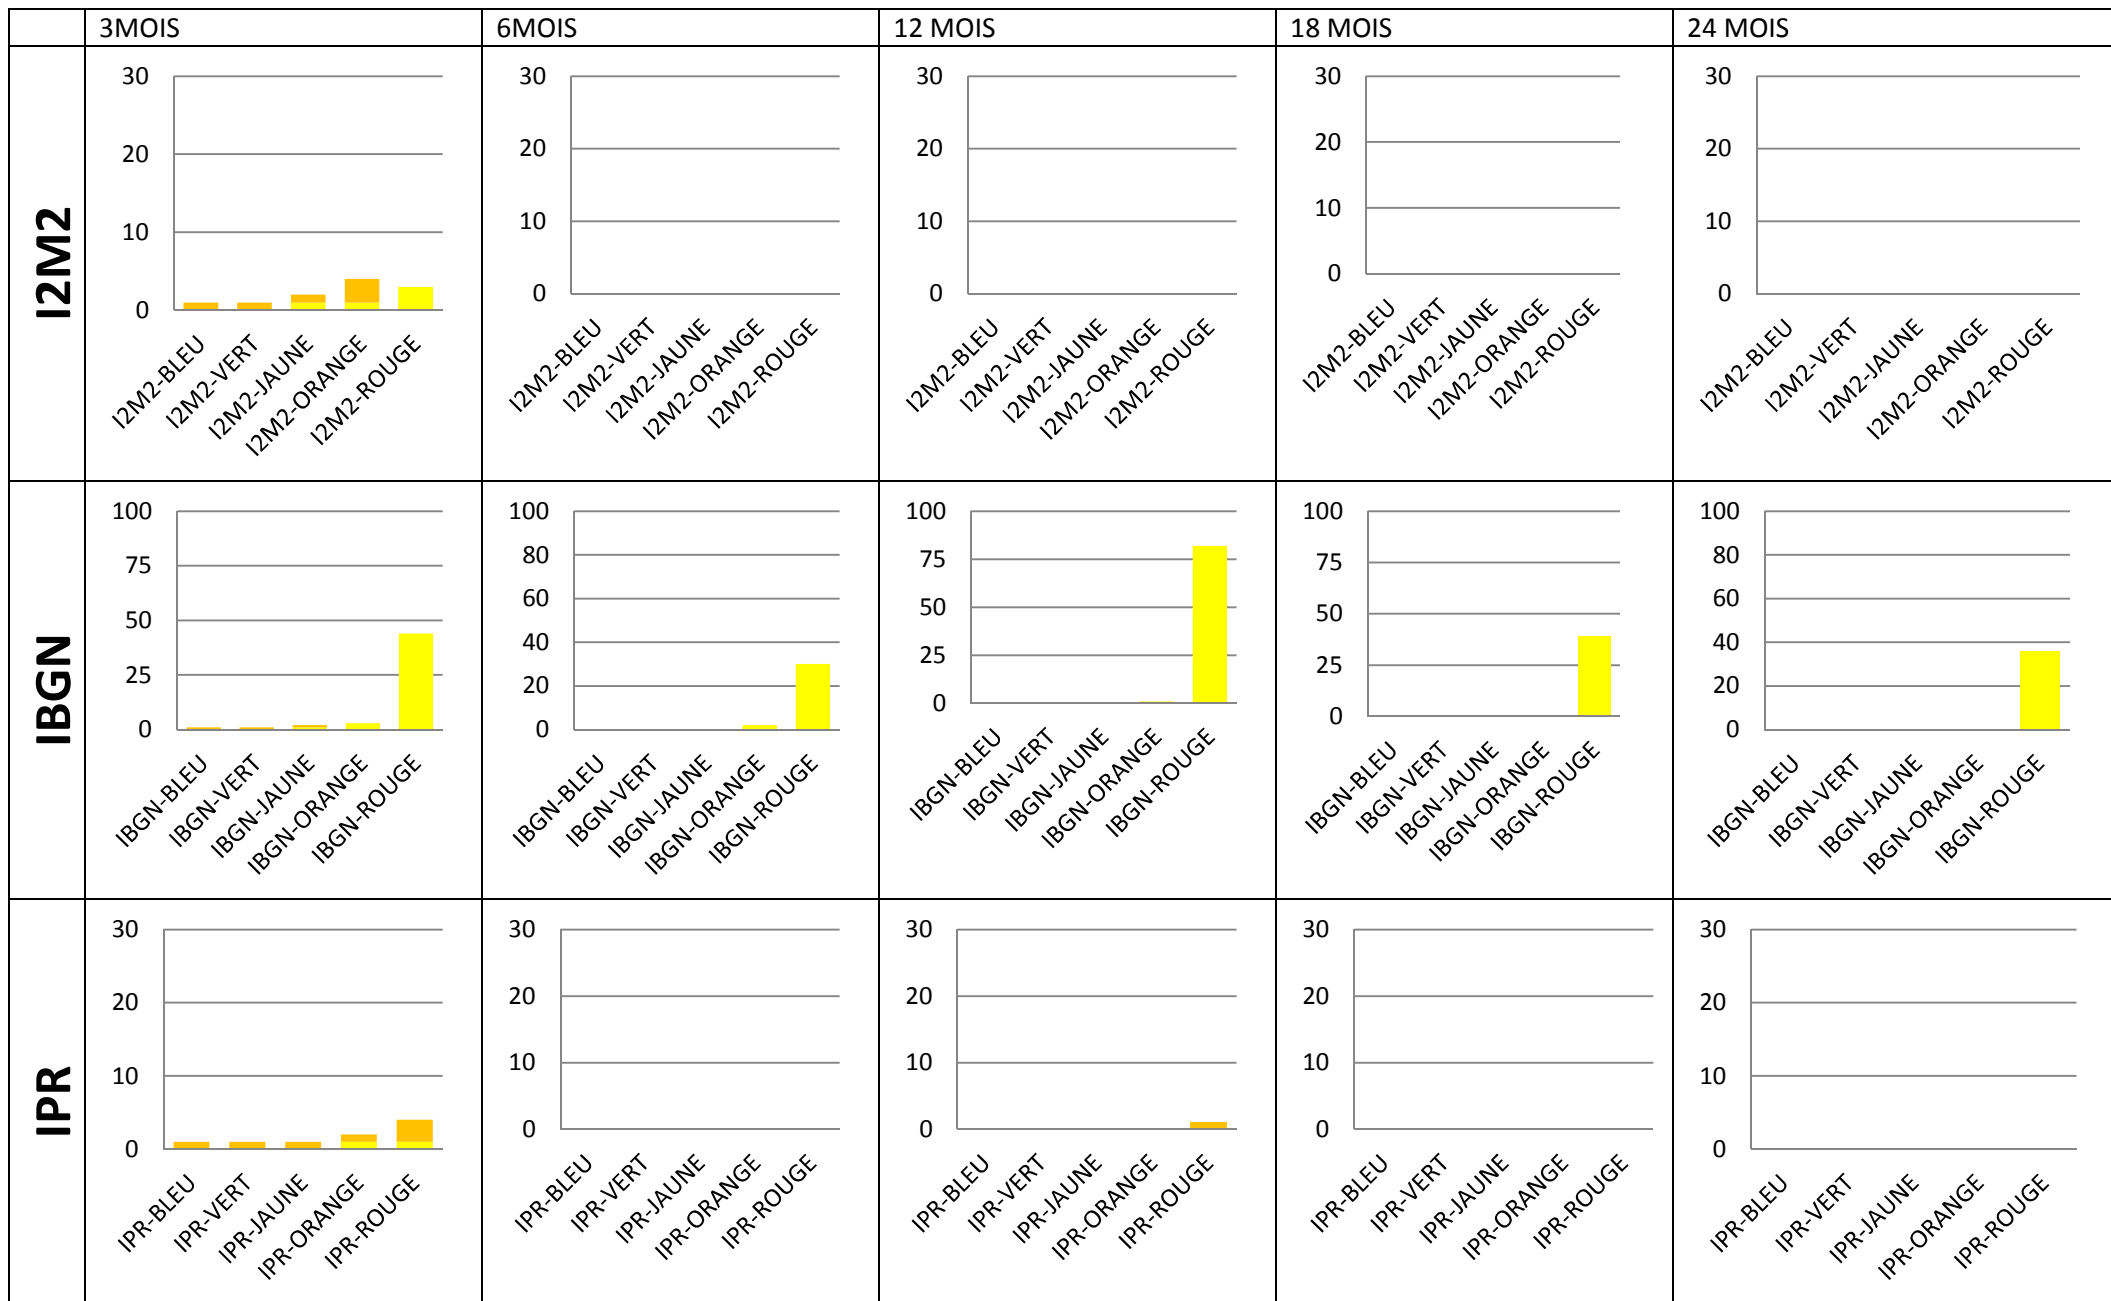 3MOIS
6MOIS
12 MOIS
18 MOIS
24 MOIS
I2M2
30
20
10
0
I2M2-BLEU
I2M2-VERT
I2M2-JAUNE
I2M2-ORANGE
I2M2-ROUGE
30
20
10
0
I2M2-BLEU
I2M2-VERT
I2M2-JAUNE
I2M2-ORANGE
I2M2-ROUGE
30
20
10
0
I2M2-BLEU
I2M2-VERT
I2M2-JAUNE
I2M2-ORANGE
I2M2-ROUGE
30
20
10
0
I2M2-BLEU
I2M2-VERT
I2M2-JAUNE
I2M2-ORANGE
I2M2-ROUGE
30
20
10
0
I2M2-BLEU
I2M2-VERT
I2M2-JAUNE
I2M2-ORANGE
I2M2-ROUGE
IBGN
100
75
50
25
0
IBGN-BLEU
IBGN-VERT
IBGN-JAUNE
IBGN-ORANGE
IBGN-ROUGE
100
80
60
40
20
0
IBGN-BLEU
IBGN-VERT
IBGN-JAUNE
IBGN-ORANGE
IBGN-ROUGE
100
75
50
25
0
IBGN-BLEU
IBGN-VERT
IBGN-JAUNE
IBGN-ORANGE
IBGN-ROUGE
100
75
50
25
0
IBGN-BLEU
IBGN-VERT
IBGN-JAUNE
IBGN-ORANGE
IBGN-ROUGE
100
80
60
40
20
0
IBGN-BLEU
IBGN-VERT
IBGN-JAUNE
IBGN-ORANGE
IBGN-ROUGE
IPR
30
20
10
0
IPR-BLEU
IPR-VERT
IPR-JAUNE
IPR-ORANGE
IPR-ROUGE
30
20
10
0
IPR-BLEU
IPR-VERT
IPR-JAUNE
IPR-ORANGE
IPR-ROUGE
30
20
10
0
IPR-BLEU
IPR-VERT
IPR-JAUNE
IPR-ORANGE
IPR-ROUGE
30
20
10
0
IPR-BLEU
IPR-VERT
IPR-JAUNE
IPR-ORANGE
IPR-ROUGE
30
20
10
0
IPR-BLEU
IPR-VERT
IPR-JAUNE
IPR-ORANGE
IPR-ROUGE